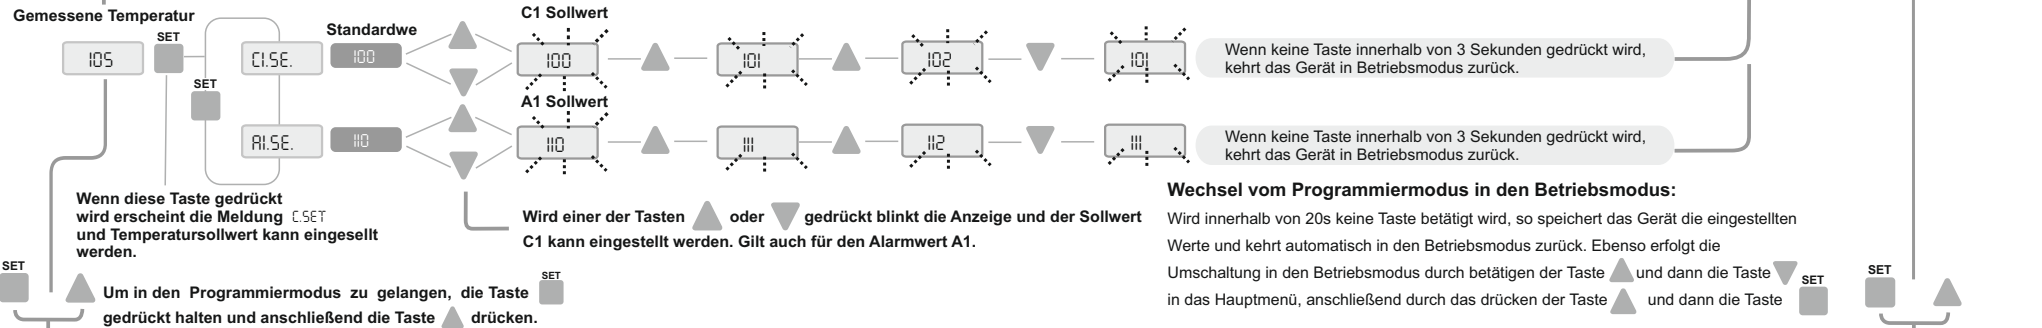 Gemessene Temperatur
105
SET
SET
C1.SE.
Standardwe
100
C1 Sollwert
100
101
102
101
Wenn keine Taste innerhalb von 3 Sekunden gedrückt wird,
kehrt das Gerät in Betriebsmodus zurück.
A1.SE.
110
A1 Sollwert
110
111
112
111
Wenn keine Taste innerhalb von 3 Sekunden gedrückt wird,
kehrt das Gerät in Betriebsmodus zurück.
Wenn diese Taste gedrückt
wird erscheint die Meldung C.SET
und Temperatursollwert kann eingesellt
werden.
Wird einer der Tasten oder gedrückt blinkt die Anzeige und der Sollwert
C1 kann eingestellt werden. Gilt auch für den Alarmwert A1.
SET
Um in den Programmiermodus zu gelangen, die Taste SET
gedrückt halten und anschließend die Taste drücken.
Wechsel vom Programmiermodus in den Betriebsmodus:
Wird innerhalb von 20s keine Taste betätigt wird, so speichert das Gerät die eingestellten
Werte und kehrt automatisch in den Betriebsmodus zurück. Ebenso erfolgt die
Umschaltung in den Betriebsmodus durch betätigen der Taste und dann die Taste
in das Hauptmenü, anschließend durch das drücken der Taste und dann die Taste SET
SET